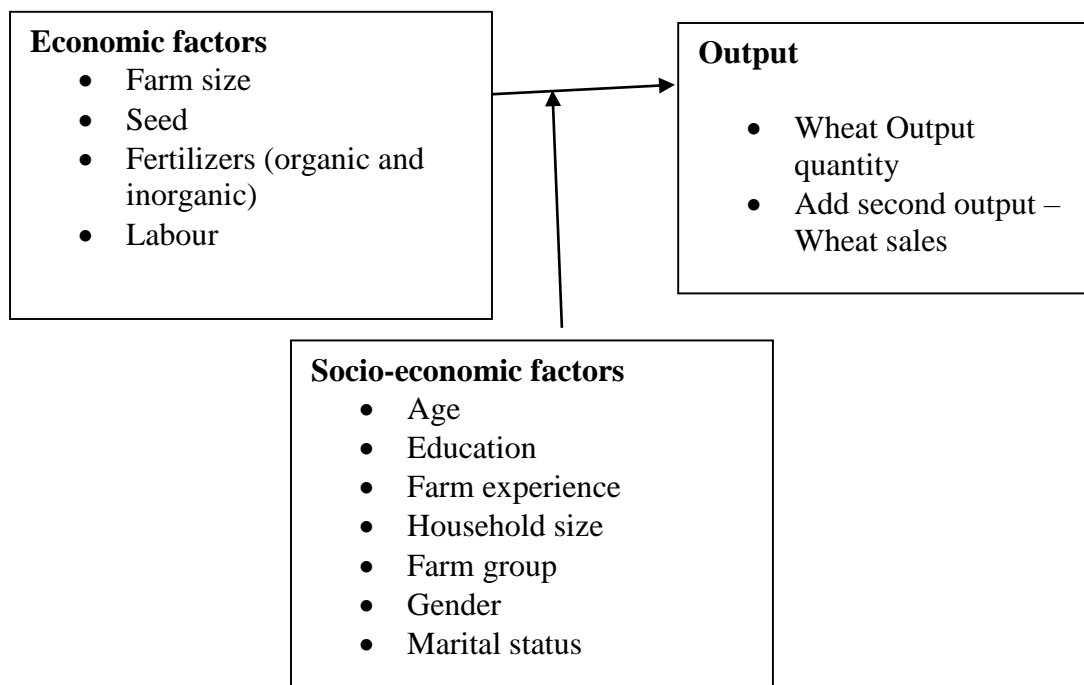 Economic factors
• Farm size
• Seed
• Fertilizers (organic and
inorganic)
• Labour
Output
• Wheat Output
quantity
• Add second output –
Wheat sales
Socio-economic factors
• Age
• Education
• Farm experience
• Household size
• Farm group
• Gender
• Marital status